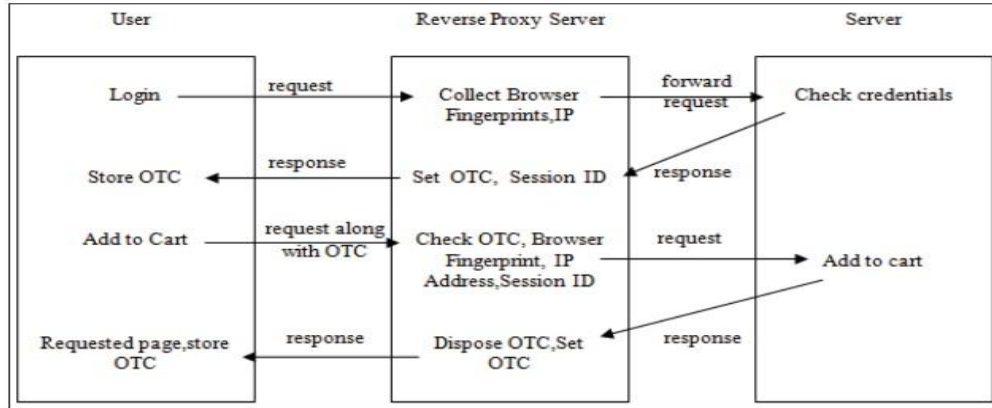 User
Reverse Proxy Server
Server
Login
request
Collect Browser
Fingerprints,IP
forward
request
Check credentials
Store OTC
response
Set OTC, Session ID
response
Add to Cart
request along
with OTC
Check OTC, Browser
Fingerprint, IP
Address,Session ID
request
Add to cart
Requested page,store
OTC
response
Dispose OTC,Set
OTC
response